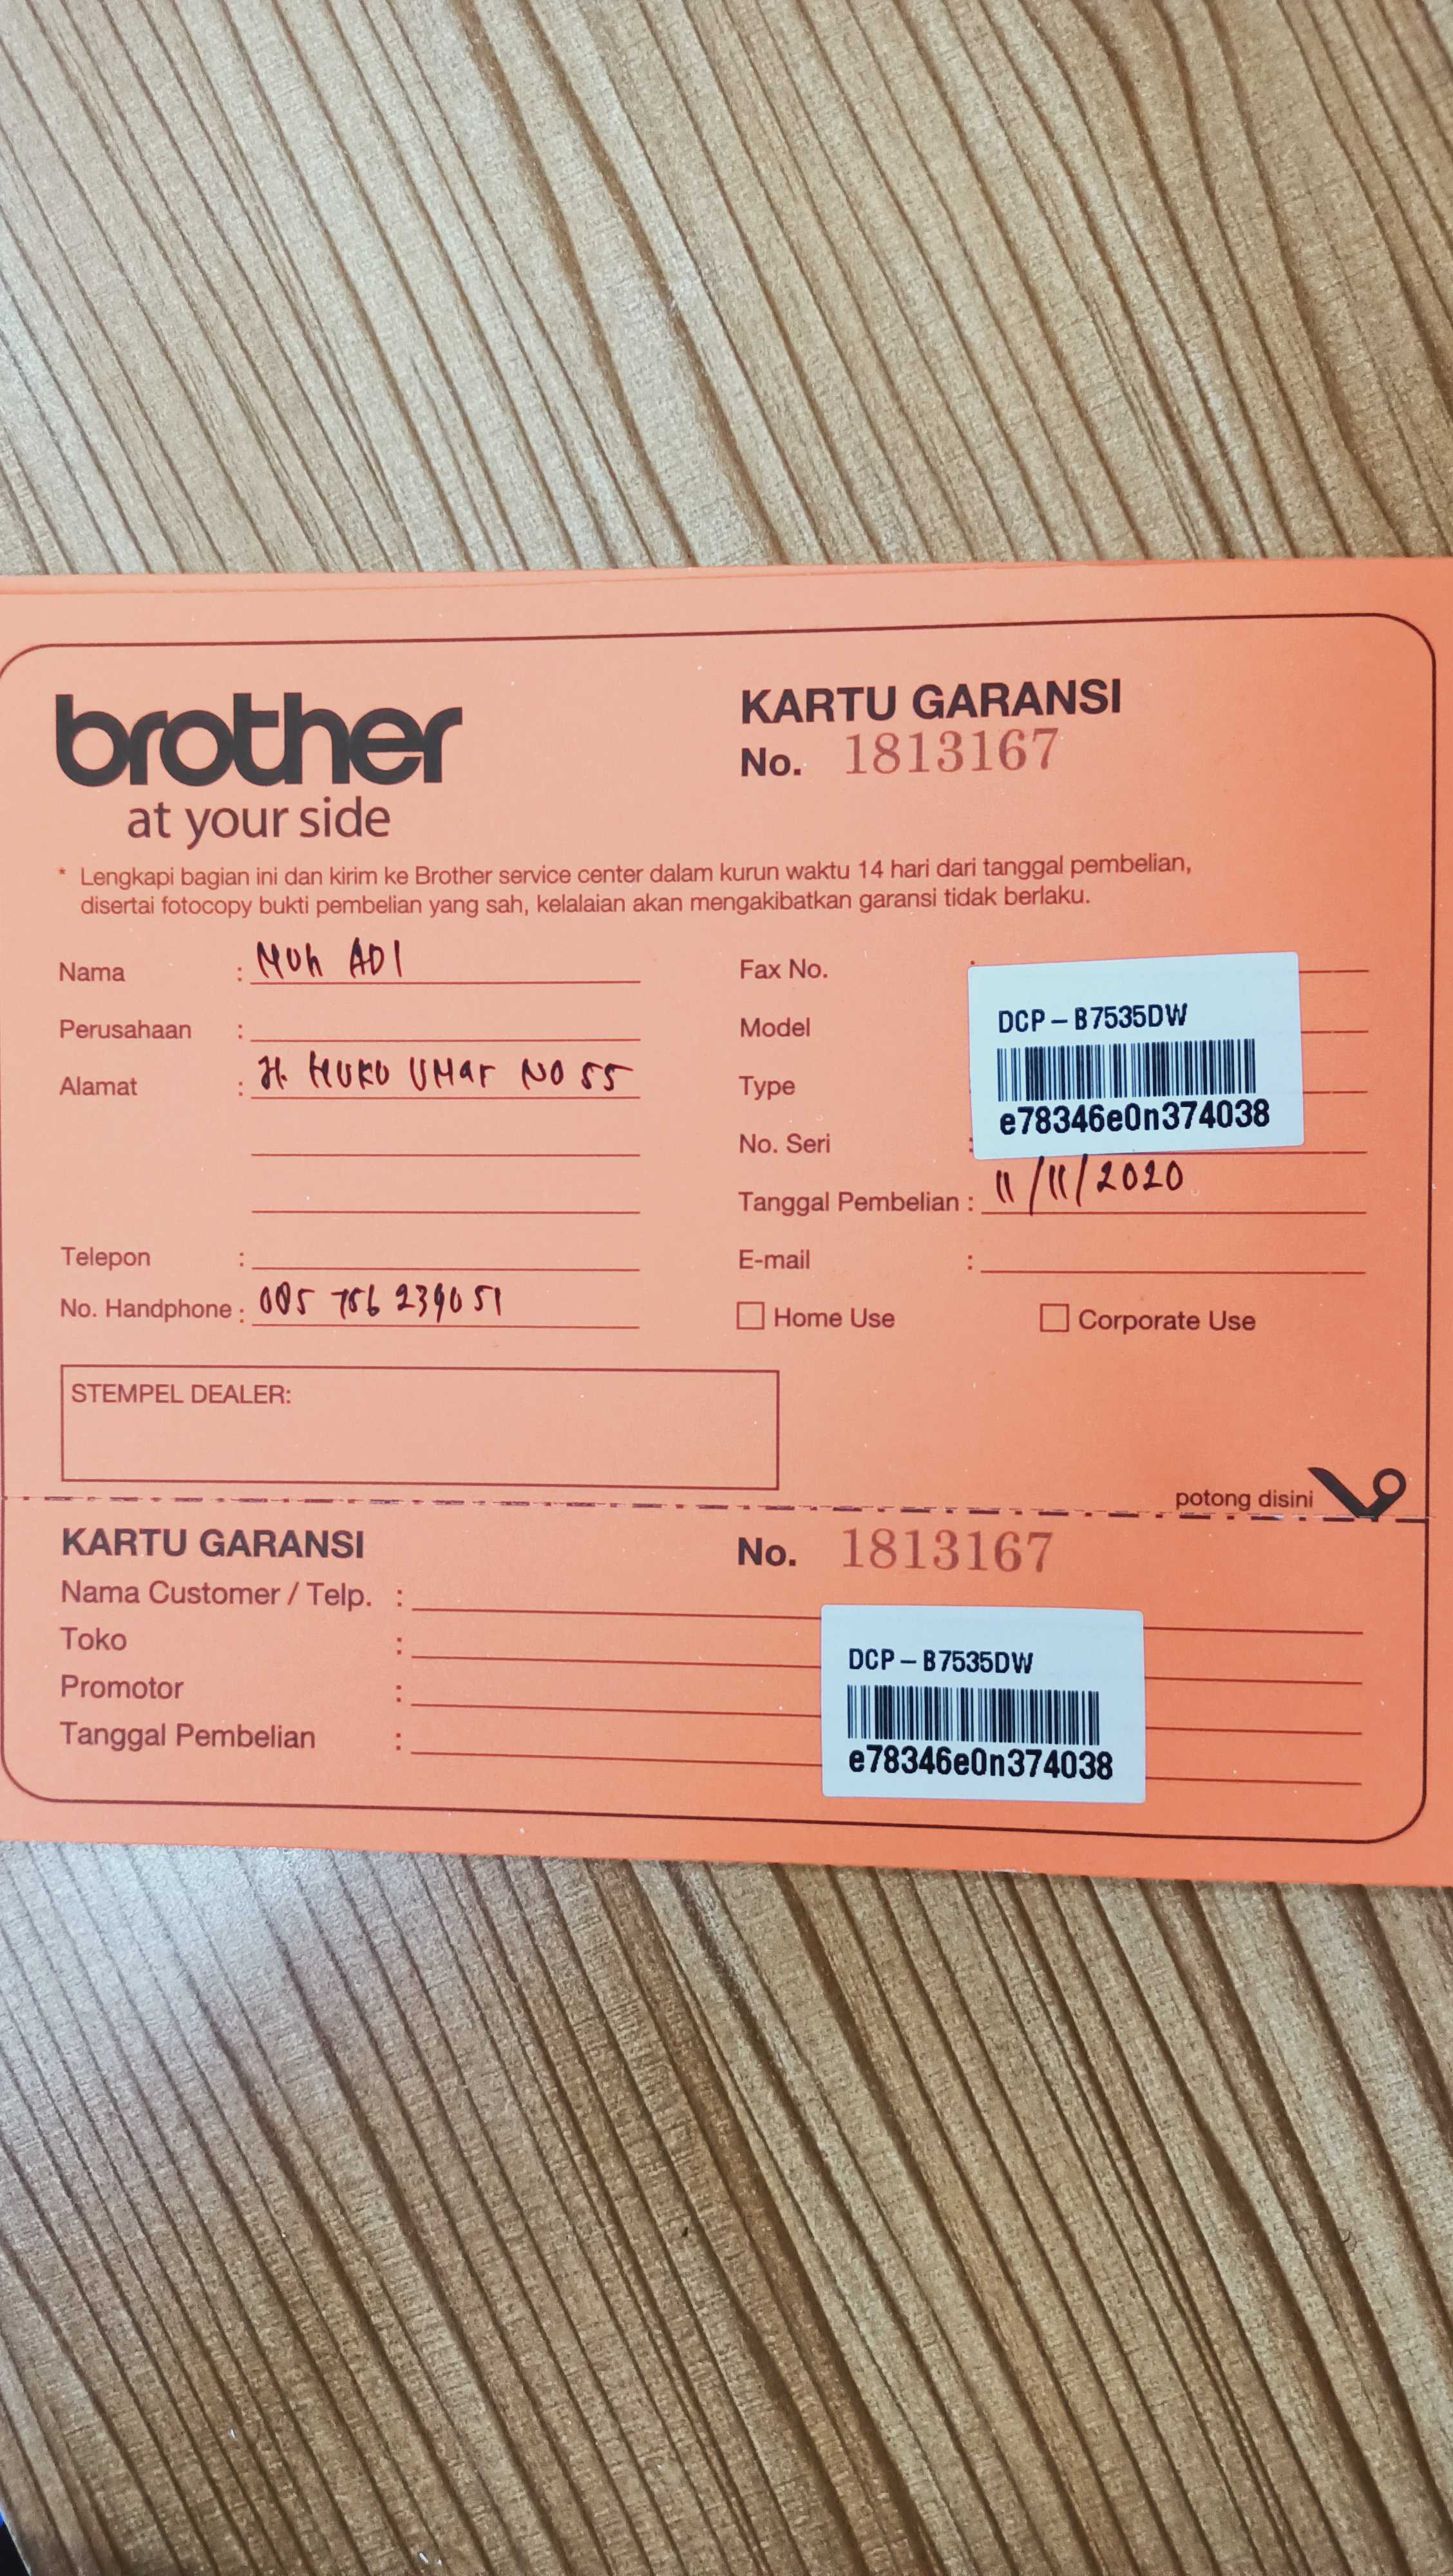 brother
at your side
KARTU GARANSI
No. 1813167
* Lengkapi bagian ini dan kirim ke Brother service center dalam kurun waktu 14 hari dari tanggal pembelian,
disertai fotocopy bukti pembelian yang sah, kelalaian akan mengakibatkan garansi tidak berlaku.
Nama : Muh ADI
Perusahaan :
Alamat : UMar NO 55
Telepon :
No. Handphone : 085 756 239051
Fax No. :
Model
Type
No. Seri :
DCP – B7535DW
e78346e0n374038
Tanggal Pembelian : 11/11/2020
E-mail :
Home Use Corporate Use
STEMPEL DEALER:
potong disini
KARTU GARANSI No. 1813167
Nama Customer / Telp. :
Toko :
Promotor :
Tanggal Pembelian :
DCP – B7535DW
e78346e0n374038